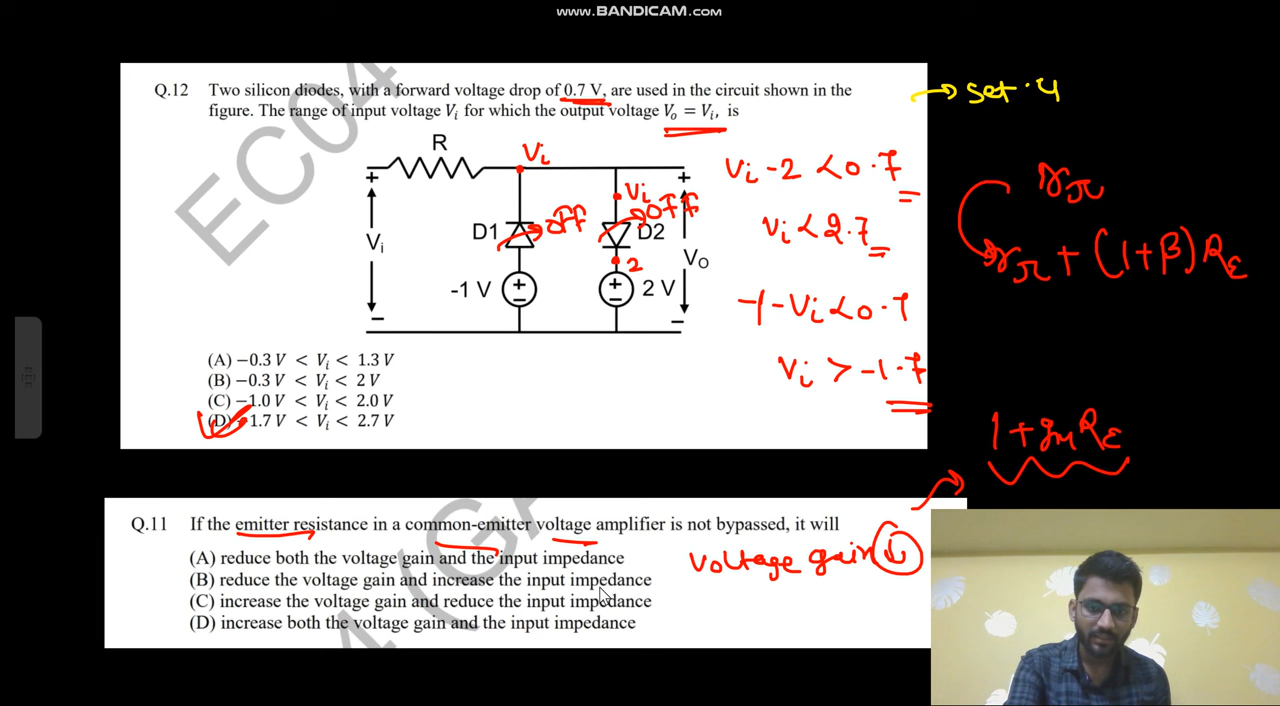 www.BANDICAM.com
EC04
Q.12 Two silicon diodes, with a forward voltage drop of 0.7 V, are used in the circuit shown in the
figure. The range of input voltage Vi for which the output voltage Vo = Vi, is
→ set·4
R
Vi
+
+
Vi - 2 < 0.7
rπ
Vi
D1
off
off
D2
Vi
Vi < 2.7
rπ + (1+β) RE
2
VO
-1 V
+
−
+
−
2 V
-1 - Vi < 0.7
−
−
Vi > -1.7
(A) −0.3 V < Vi < 1.3 V
(B) −0.3 V < Vi < 2 V
(C) −1.0 V < Vi < 2.0 V
(D) −1.7 V < Vi < 2.7 V
1 + gmRE
Q.11 If the emitter resistance in a common-emitter voltage amplifier is not bypassed, it will
(A) reduce both the voltage gain and the input impedance
voltage gain ↓
(B) reduce the voltage gain and increase the input impedance
(C) increase the voltage gain and reduce the input impedance
(D) increase both the voltage gain and the input impedance